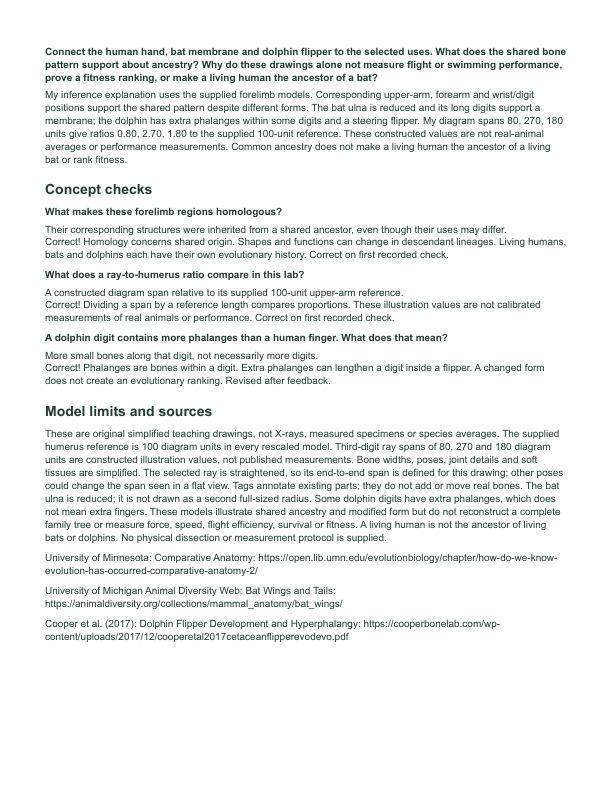 Connect the human hand, bat membrane and dolphin flipper to the selected uses. What does the shared bone
pattern support about ancestry? Why do these drawings alone not measure flight or swimming performance,
prove a fitness ranking, or make a living human the ancestor of a bat?
My inference explanation uses the supplied forelimb models. Corresponding upper-arm, forearm and wrist/digit
positions support the shared pattern despite different forms. The bat ulna is reduced and its long digits support a
membrane; the dolphin has extra phalanges within some digits and a steering flipper. My diagram spans 80, 270, 180
units give ratios 0.80, 2.70, 1.80 to the supplied 100-unit reference. These constructed values are not real-animal
averages or performance measurements. Common ancestry does not make a living human the ancestor of a living
bat or rank fitness.
Concept checks
What makes these forelimb regions homologous?
Their corresponding structures were inherited from a shared ancestor, even though their uses may differ.
Correct! Homology concerns shared origin. Shapes and functions can change in descendant lineages. Living humans,
bats and dolphins each have their own evolutionary history. Correct on first recorded check.
What does a ray-to-humerus ratio compare in this lab?
A constructed diagram span relative to its supplied 100-unit upper-arm reference.
Correct! Dividing a span by a reference length compares proportions. These illustration values are not calibrated
measurements of real animals or performance. Correct on first recorded check.
A dolphin digit contains more phalanges than a human finger. What does that mean?
More small bones along that digit, not necessarily more digits.
Correct! Phalanges are bones within a digit. Extra phalanges can lengthen a digit inside a flipper. A changed form
does not create an evolutionary ranking. Revised after feedback.
Model limits and sources
These are original simplified teaching drawings, not X-rays, measured specimens or species averages. The supplied
humerus reference is 100 diagram units in every rescaled model. Third-digit ray spans of 80, 270 and 180 diagram
units are constructed illustration values, not published measurements. Bone widths, poses, joint details and soft
tissues are simplified. The selected ray is straightened, so its end-to-end span is defined for this drawing; other poses
could change the span seen in a flat view. Tags annotate existing parts; they do not add or move real bones. The bat
ulna is reduced; it is not drawn as a second full-sized radius. Some dolphin digits have extra phalanges, which does
not mean extra fingers. These models illustrate shared ancestry and modified form but do not reconstruct a complete
family tree or measure force, speed, flight efficiency, survival or fitness. A living human is not the ancestor of living
bats or dolphins. No physical dissection or measurement protocol is supplied.
University of Minnesota: Comparative Anatomy: https://open.lib.umn.edu/evolutionbiology/chapter/how-do-we-know-
evolution-has-occurred-comparative-anatomy-2/
University of Michigan Animal Diversity Web: Bat Wings and Tails:
https://animaldiversity.org/collections/mammal_anatomy/bat_wings/
Cooper et al. (2017): Dolphin Flipper Development and Hyperphalangy: https://cooperbonelab.com/wp-
content/uploads/2017/12/cooperetal2017cetaceanflipperevodevo.pdf